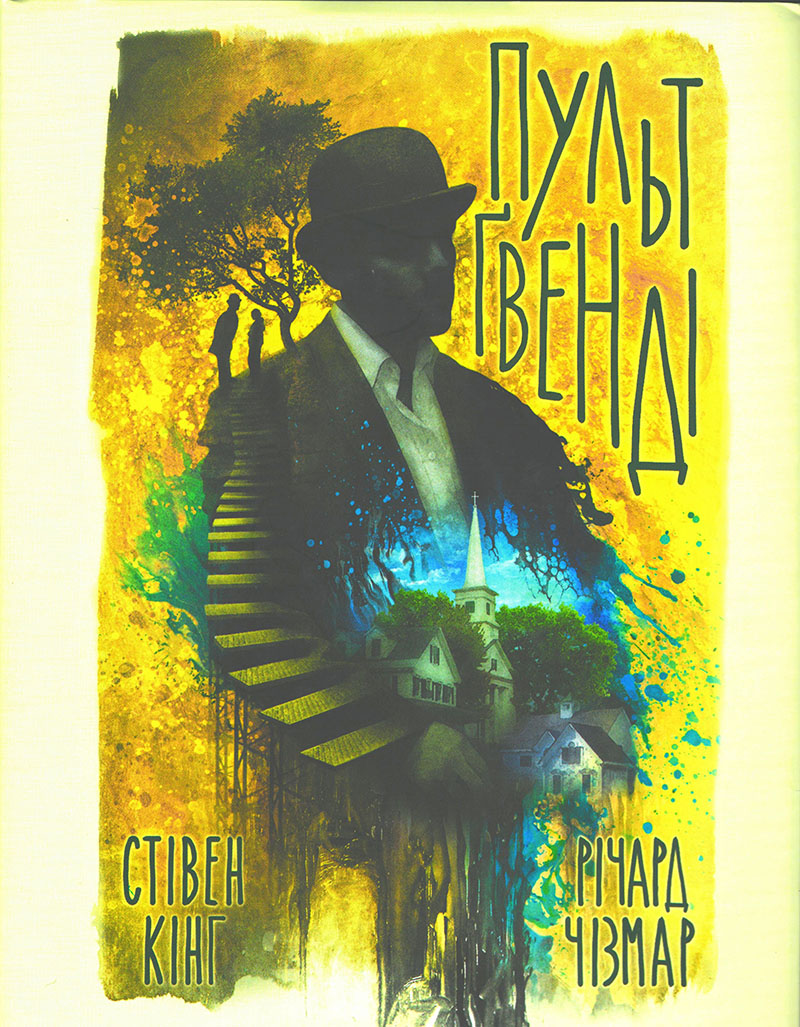 ПУЛЬТ
ҐВЕНДІ
СТІВЕН
КІНГ
РІЧАРД
ЧІЗМАР